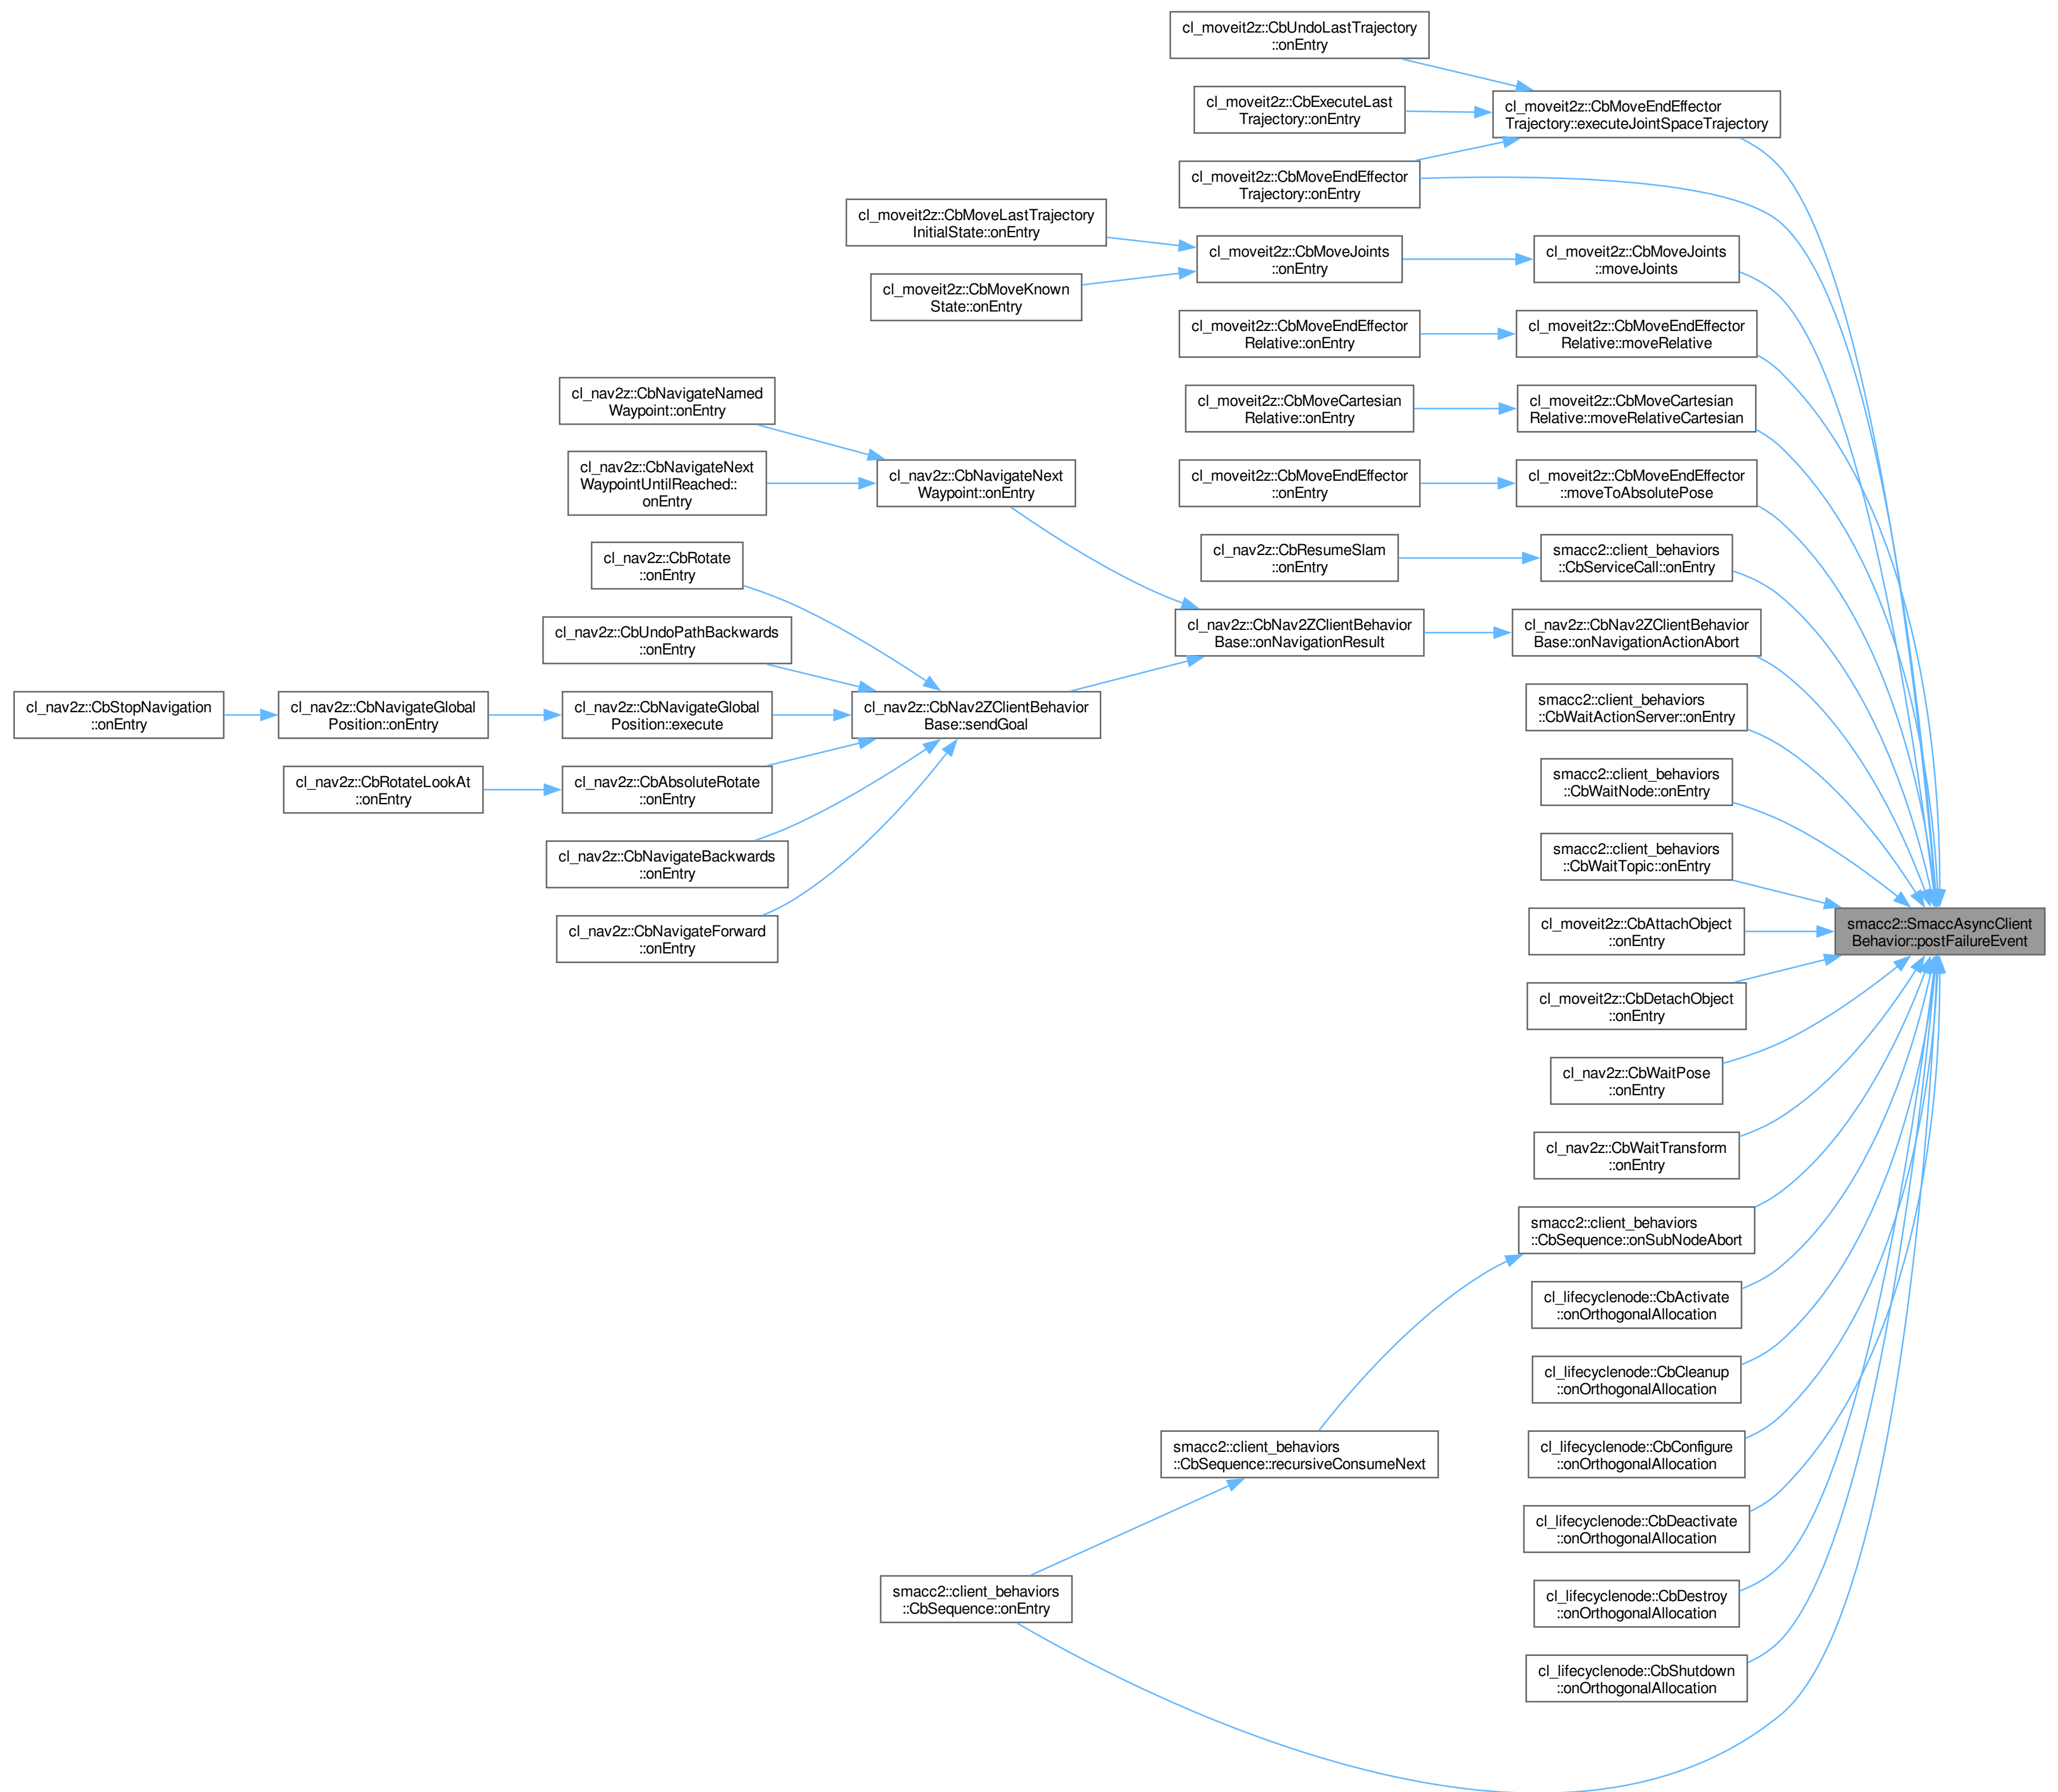 cl_moveit2z::CbUndoLastTrajectory
::onEntry
cl_moveit2z::CbExecuteLast
Trajectory::onEntry
cl_moveit2z::CbMoveEndEffector
Trajectory::executeJointSpaceTrajectory
cl_moveit2z::CbMoveEndEffector
Trajectory::onEntry
cl_moveit2z::CbMoveLastTrajectory
InitialState::onEntry
cl_moveit2z::CbMoveJoints
::onEntry
cl_moveit2z::CbMoveJoints
::moveJoints
cl_moveit2z::CbMoveKnown
State::onEntry
cl_moveit2z::CbMoveEndEffector
Relative::onEntry
cl_moveit2z::CbMoveEndEffector
Relative::moveRelative
cl_nav2z::CbNavigateNamed
Waypoint::onEntry
cl_moveit2z::CbMoveCartesian
Relative::onEntry
cl_moveit2z::CbMoveCartesian
Relative::moveRelativeCartesian
cl_nav2z::CbNavigateNext
WaypointUntilReached::
onEntry
cl_nav2z::CbNavigateNext
Waypoint::onEntry
cl_moveit2z::CbMoveEndEffector
::onEntry
cl_moveit2z::CbMoveEndEffector
::moveToAbsolutePose
cl_nav2z::CbRotate
::onEntry
cl_nav2z::CbResumeSlam
::onEntry
smacc2::client_behaviors
::CbServiceCall::onEntry
cl_nav2z::CbUndoPathBackwards
::onEntry
cl_nav2z::CbNav2ZClientBehavior
Base::onNavigationResult
cl_nav2z::CbNav2ZClientBehavior
Base::onNavigationActionAbort
cl_nav2z::CbStopNavigation
::onEntry
cl_nav2z::CbNavigateGlobal
Position::onEntry
cl_nav2z::CbNavigateGlobal
Position::execute
cl_nav2z::CbNav2ZClientBehavior
Base::sendGoal
smacc2::client_behaviors
::CbWaitActionServer::onEntry
cl_nav2z::CbRotateLookAt
::onEntry
cl_nav2z::CbAbsoluteRotate
::onEntry
smacc2::client_behaviors
::CbWaitNode::onEntry
cl_nav2z::CbNavigateBackwards
::onEntry
smacc2::client_behaviors
::CbWaitTopic::onEntry
cl_nav2z::CbNavigateForward
::onEntry
cl_moveit2z::CbAttachObject
::onEntry
smacc2::SmaccAsyncClient
Behavior::postFailureEvent
cl_moveit2z::CbDetachObject
::onEntry
cl_nav2z::CbWaitPose
::onEntry
cl_nav2z::CbWaitTransform
::onEntry
smacc2::client_behaviors
::CbSequence::onSubNodeAbort
cl_lifecyclenode::CbActivate
::onOrthogonalAllocation
cl_lifecyclenode::CbCleanup
::onOrthogonalAllocation
smacc2::client_behaviors
::CbSequence::recursiveConsumeNext
cl_lifecyclenode::CbConfigure
::onOrthogonalAllocation
cl_lifecyclenode::CbDeactivate
::onOrthogonalAllocation
smacc2::client_behaviors
::CbSequence::onEntry
cl_lifecyclenode::CbDestroy
::onOrthogonalAllocation
cl_lifecyclenode::CbShutdown
::onOrthogonalAllocation